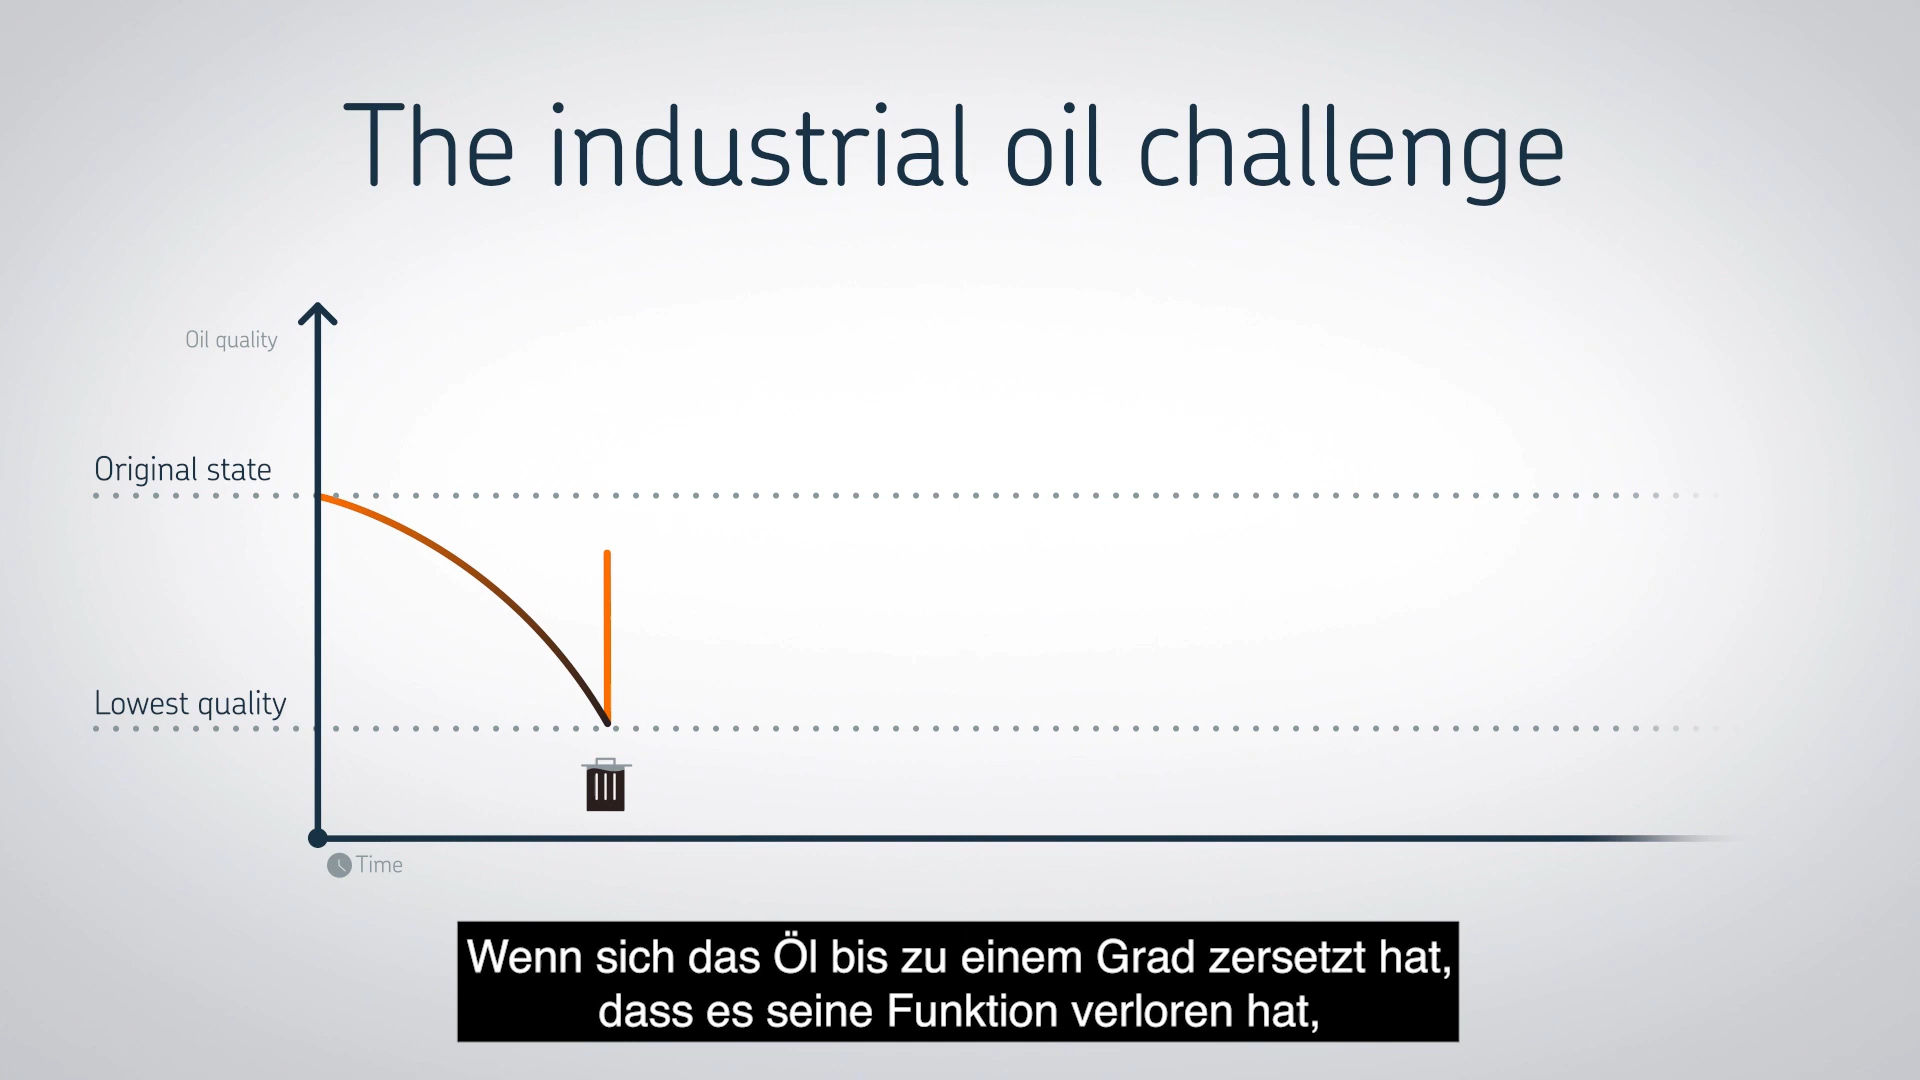 The industrial oil challenge
Oil quality
Original state
Lowest quality
Time
Wenn sich das Öl bis zu einem Grad zersetzt hat,
dass es seine Funktion verloren hat,